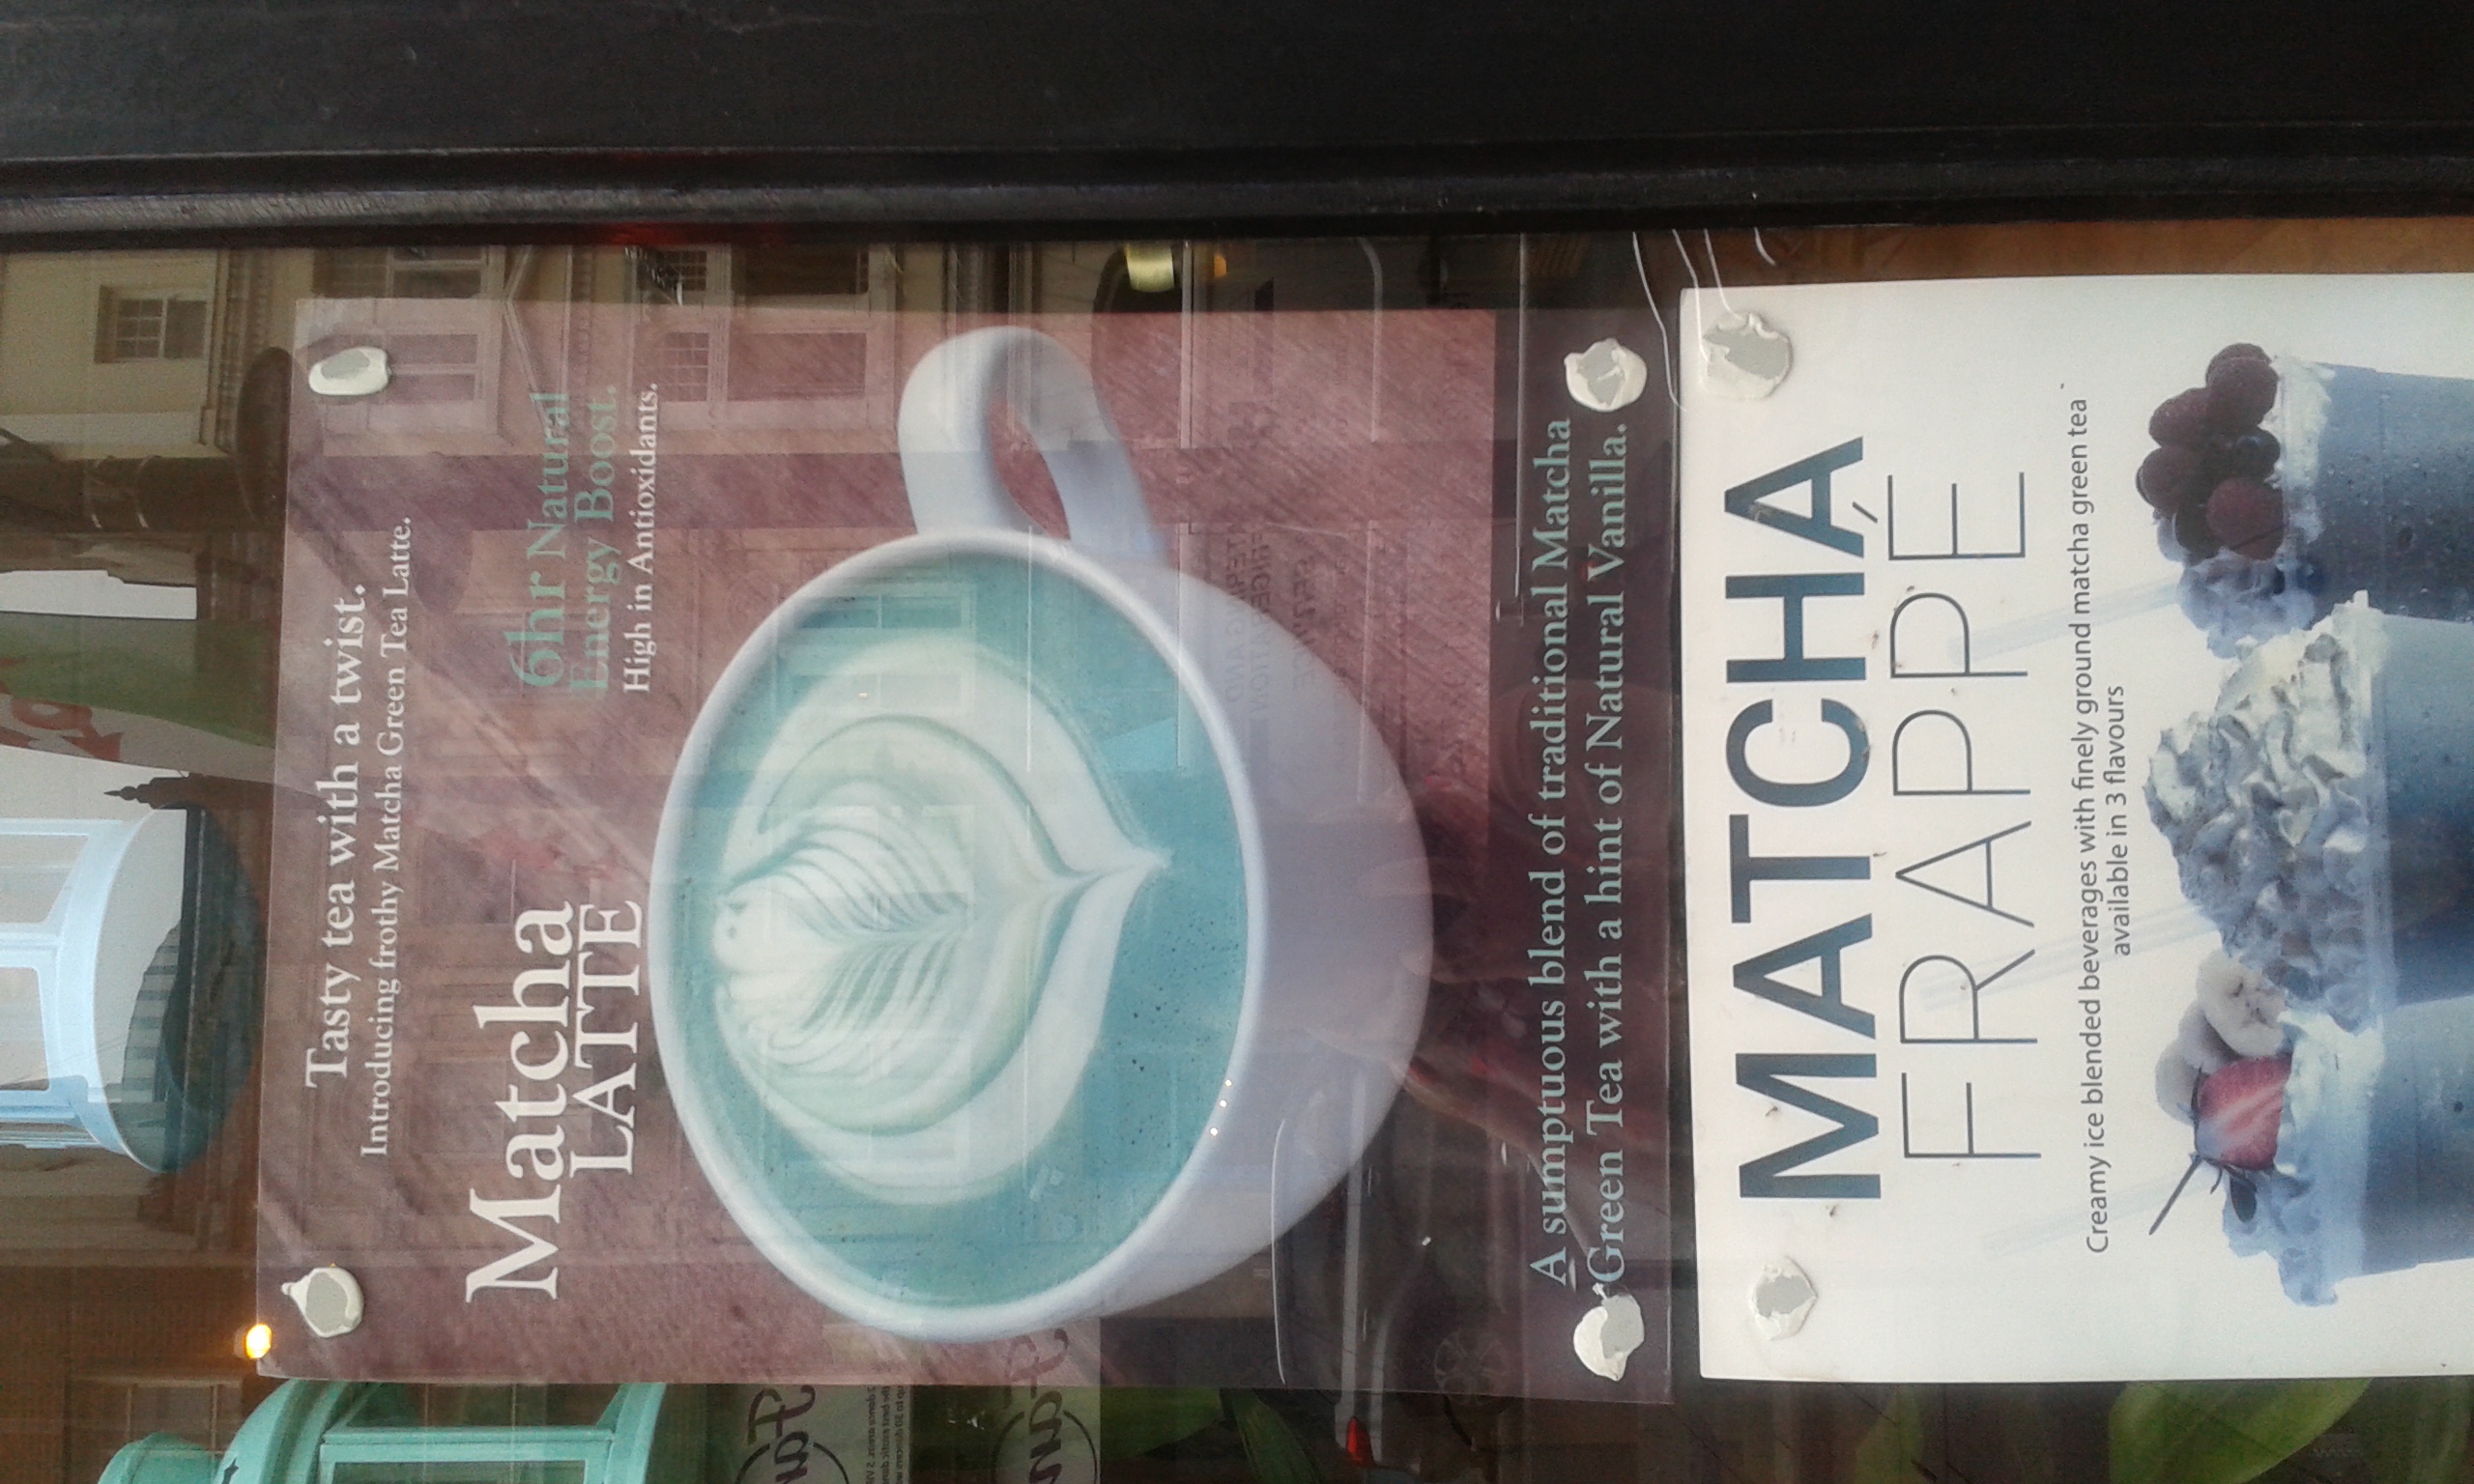 Tasty tea with a twist.
Introducing frothy Matcha Green Tea Latte.
Matcha
LATTE
6hr Natural
Energy Boost.
High in Antioxidants.
A sumptuous blend of traditional Matcha
Green Tea with a hint of Natural Vanilla.
MATCHA
FRAPPÉ
Creamy ice blended beverages with finely ground matcha green tea
available in 3 flavours